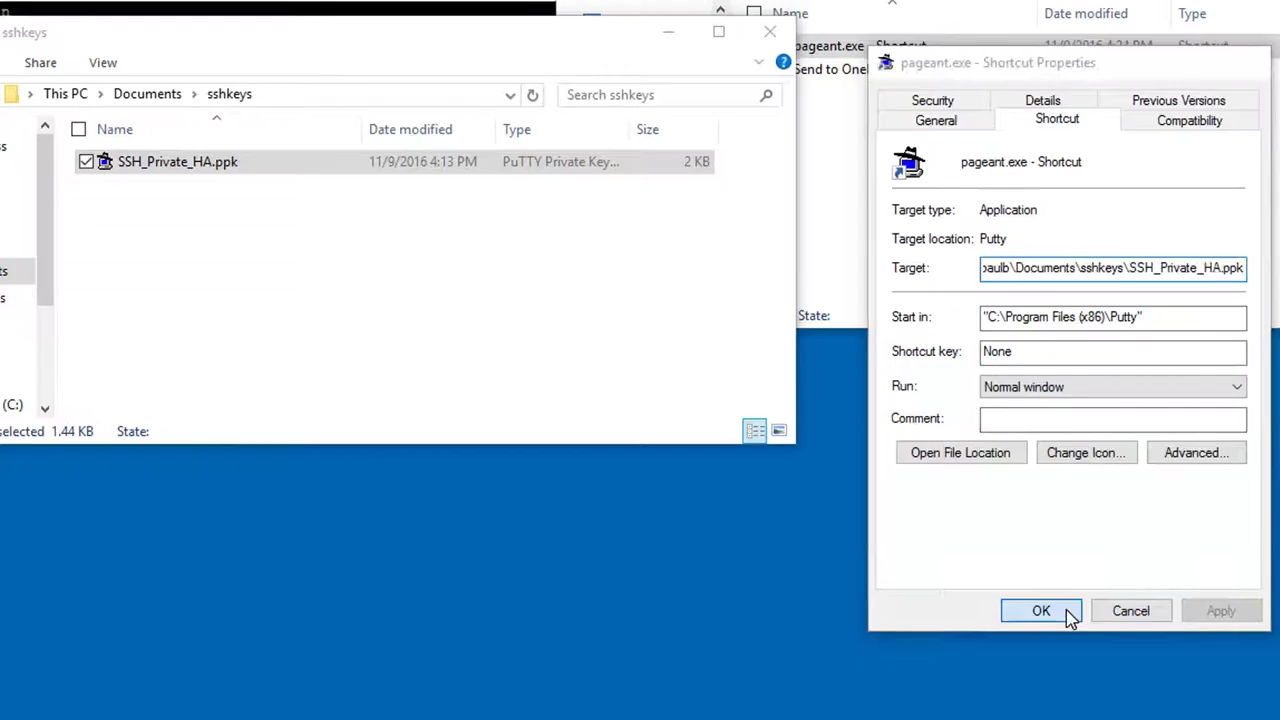 Name
Date modified
Type
sshkeys
pageant.exe - Shortcut
Send to One
Share
View
This PC > Documents > sshkeys
Search sshkeys
Name
Date modified
Type
Size
SSH_Private_HA.ppk
11/9/2016 4:13 PM
PuTTY Private Key...
2 KB
(C:)
selected 1.44 KB
State:
State:
pageant.exe - Shortcut Properties
Security
Details
Previous Versions
General
Shortcut
Compatibility
pageant.exe - Shortcut
Target type: Application
Target location: Putty
Target: paulb\Documents\sshkeys\SSH_Private_HA.ppk
Start in: "C:\Program Files (x86)\Putty"
Shortcut key: None
Run: Normal window
Comment:
Open File Location
Change Icon...
Advanced...
OK
Cancel
Apply